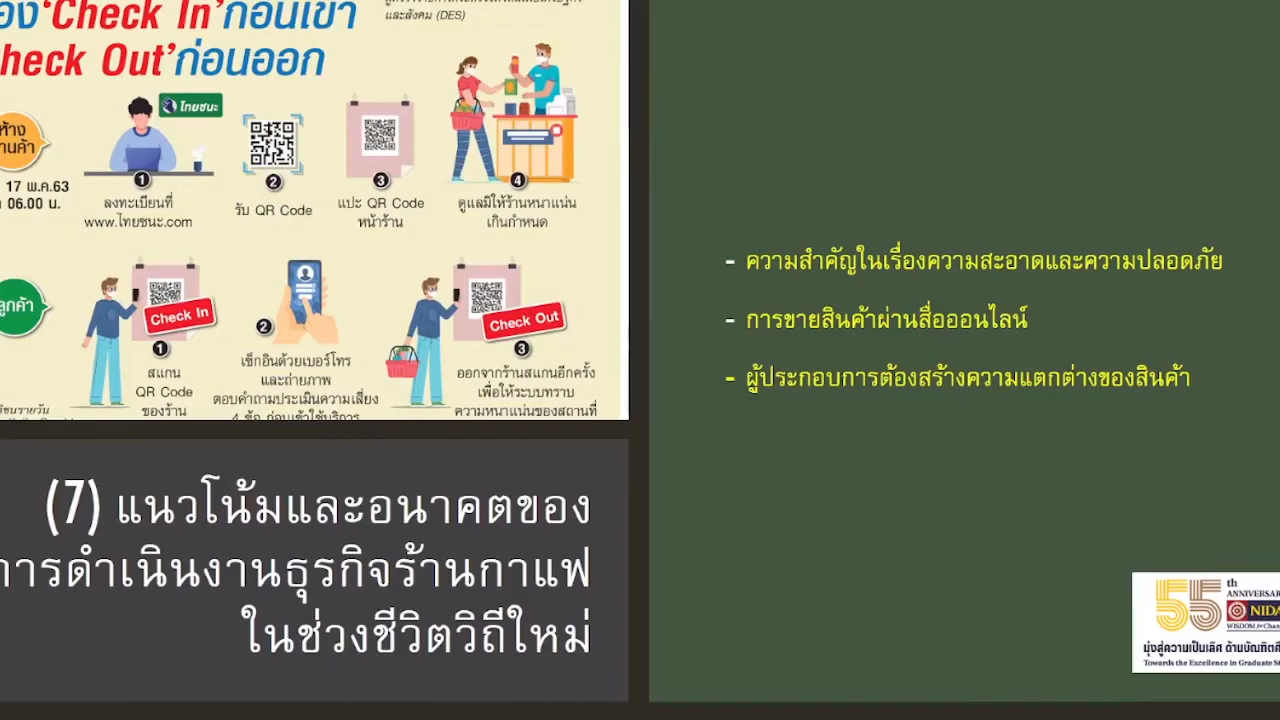 ‘Check In’ก่อนเข้า
และสังคม (DES)
Check Out’ก่อนออก
ไทยชนะ
ห้าง
17 พ.ค.63
06.00 น.
1
ลงทะเบียนที่
www.ไทยชนะ.com
2
รับ QR Code
3
แปะ QR Code
หน้าร้าน
4
ดูแลมิให้ร้านหนาแน่น
เกินกำหนด
ลูกค้า
Check In
1
สแกน
QR Code
ของร้าน
2
เช็กอินด้วยเบอร์โทร
และถ่ายภาพ
ตอบคำถามประเมินความเสี่ยง
4 ข้อ ก่อนเข้าใช้บริการ
Check Out
3
ออกจากร้านสแกนอีกครั้ง
เพื่อให้ระบบทราบ
ความหนาแน่นของสถานที่
(7) แนวโน้มและอนาคตของ
การดำเนินงานธุรกิจร้านกาแฟ
ในช่วงชีวิตวิถีใหม่
- ความสำคัญในเรื่องความสะอาดและความปลอดภัย
- การขายสินค้าผ่านสื่อออนไลน์
- ผู้ประกอบการต้องสร้างความแตกต่างของสินค้า
55th
ANNIVERSARY
NIDA
WISDOM for Change
มุ่งสู่ความเป็นเลิศ ด้านบัณฑิตศึ
Towards the Excellence in Graduate